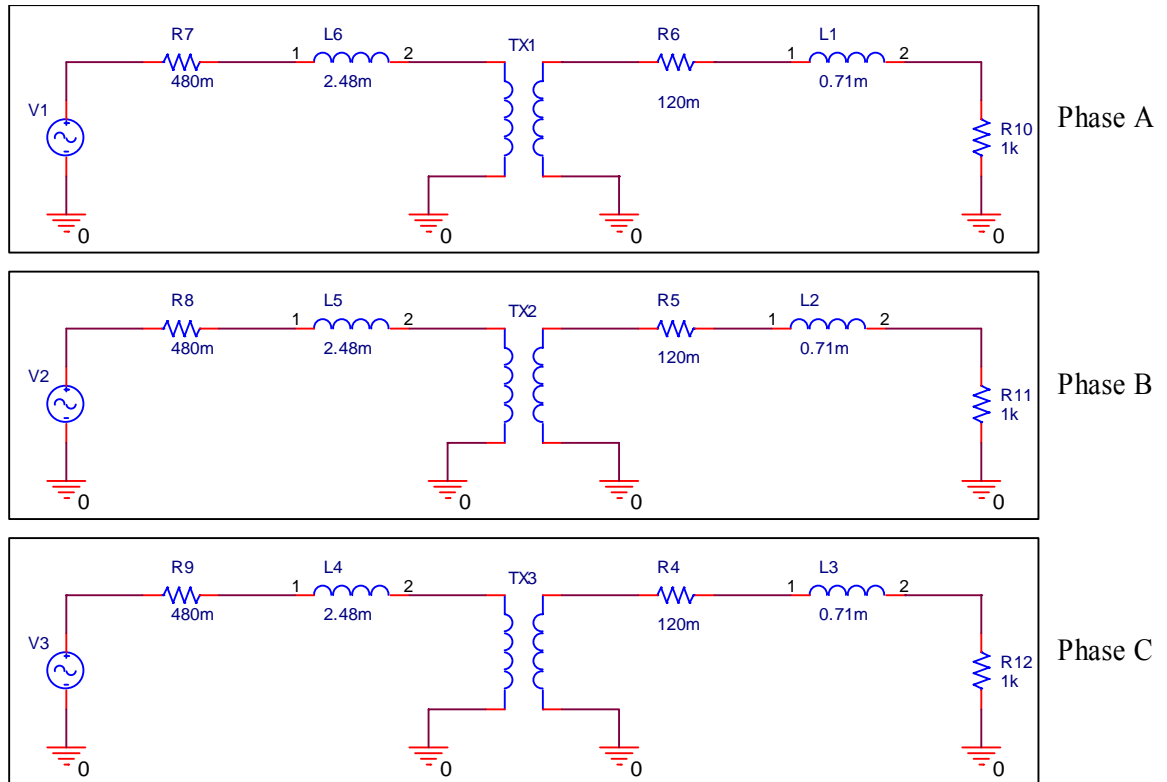 R7 L6 TX1 R6 L1
1 2 1 2
480m 2.48m 120m 0.71m
V1 R10
1k
0 0 0 0
Phase A
R8 L5 TX2 R5 L2
1 2 1 2
480m 2.48m 120m 0.71m
V2 R11
1k
0 0 0 0
Phase B
R9 L4 TX3 R4 L3
1 2 1 2
480m 2.48m 120m 0.71m
V3 R12
1k
0 0 0 0
Phase C